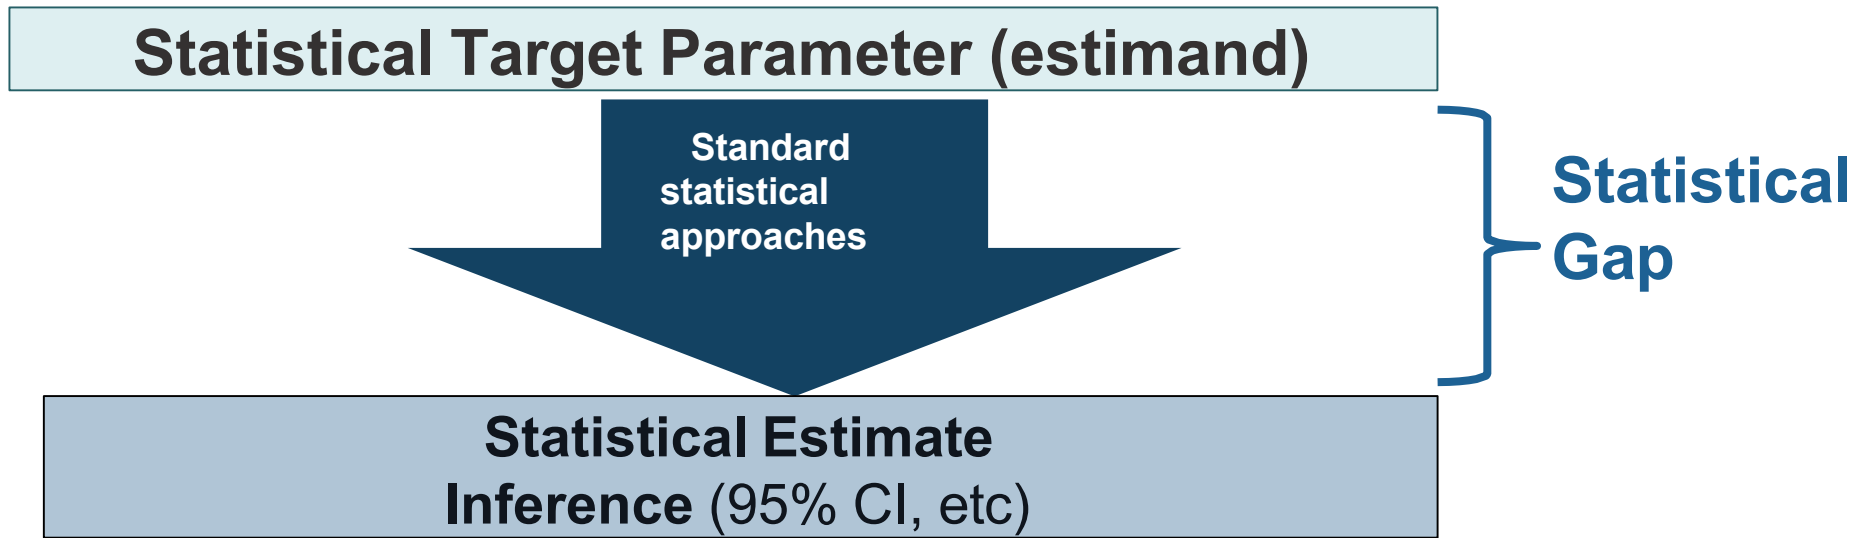 Statistical Target Parameter (estimand)
Standard
statistical
approaches
Statistical
Gap
Statistical Estimate
Inference (95% CI, etc)